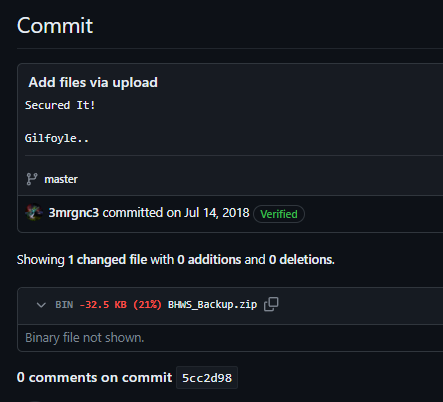 Commit
Add files via upload
Secured It!
Gilfoyle..
master
3mrgnc3 committed on Jul 14, 2018 Verified
Showing 1 changed file with 0 additions and 0 deletions.
BIN -32.5 KB (21%) BHWS_Backup.zip
Binary file not shown.
0 comments on commit 5cc2d98